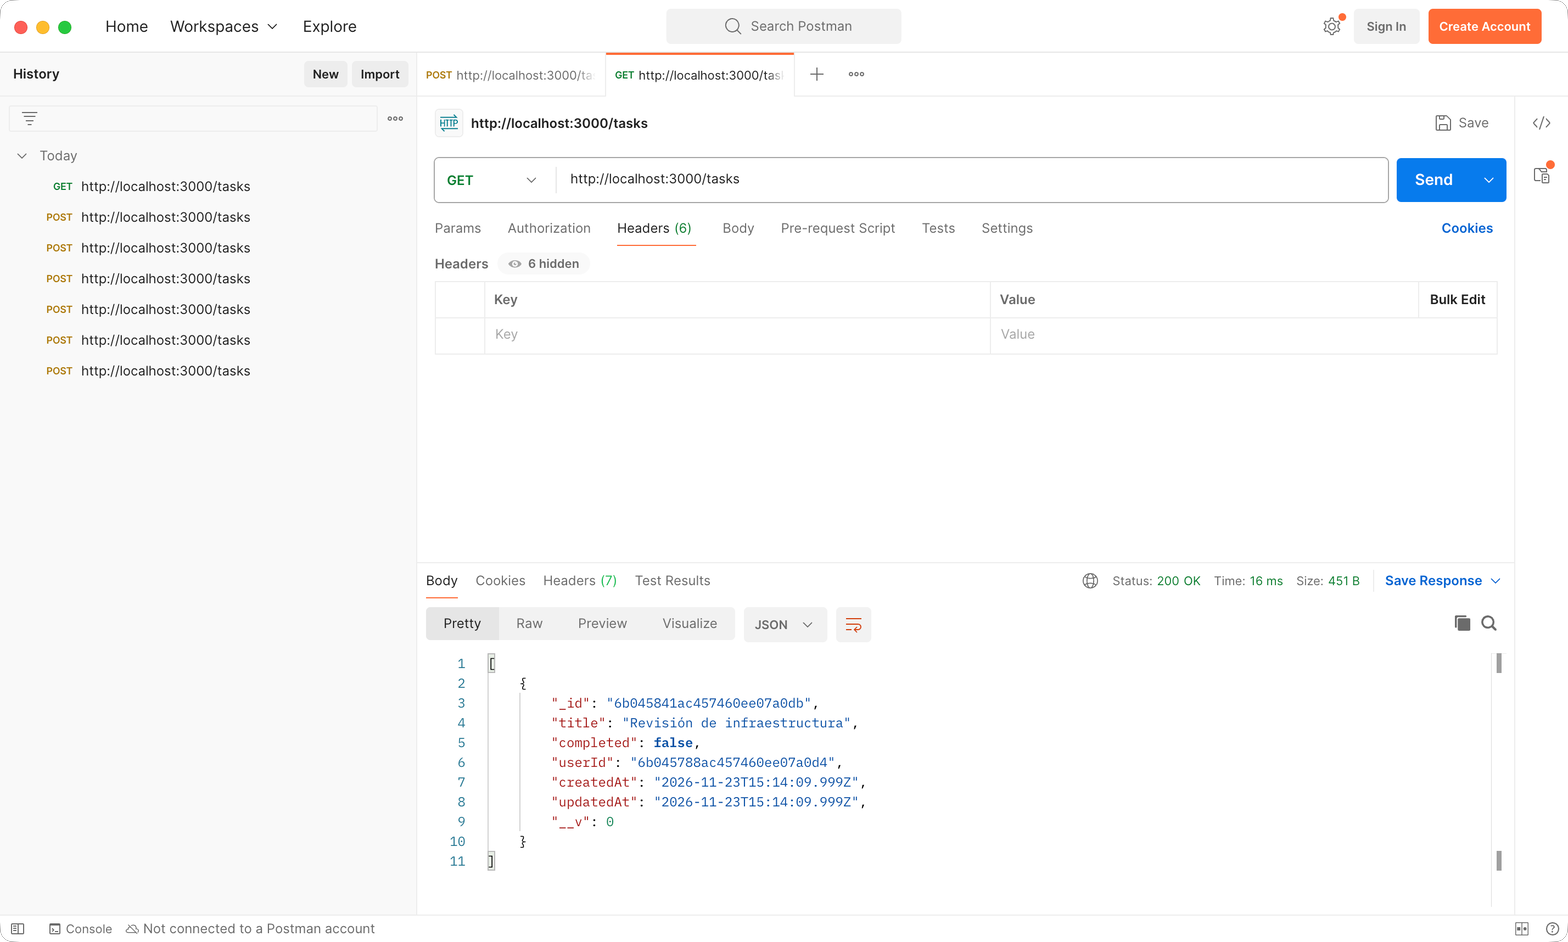 Home Workspaces Explore Search Postman Sign In Create Account
History New Import POST http://localhost:3000/ta GET http://localhost:3000/tas
HTTP http://localhost:3000/tasks Save
Today
GET http://localhost:3000/tasks
POST http://localhost:3000/tasks
POST http://localhost:3000/tasks
POST http://localhost:3000/tasks
POST http://localhost:3000/tasks
POST http://localhost:3000/tasks
POST http://localhost:3000/tasks
GET http://localhost:3000/tasks Send
Params Authorization Headers (6) Body Pre-request Script Tests Settings Cookies
Headers 6 hidden
Key Value Bulk Edit
Key Value
Body Cookies Headers (7) Test Results Status: 200 OK Time: 16 ms Size: 451 B Save Response
Pretty Raw Preview Visualize JSON
1 [
2 {
3 "_id": "6b045841ac457460ee07a0db",
4 "title": "Revisión de infraestructura",
5 "completed": false,
6 "userId": "6b045788ac457460ee07a0d4",
7 "createdAt": "2026-11-23T15:14:09.999Z",
8 "updatedAt": "2026-11-23T15:14:09.999Z",
9 "__v": 0
10 }
11 ]
Console Not connected to a Postman account